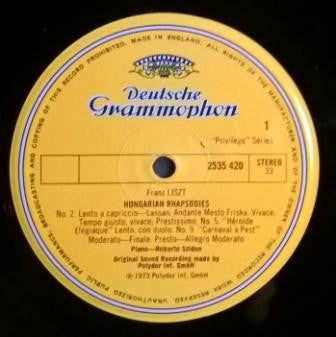 BROADCASTING AND COPYING OF THIS RECORD PROHIBITED. MADE IN ENGLAND. ALL RIGHTS OF THE MANUFACTURER AND OF THE OWNER OF THE RECORDED WORK RESERVED. UNAUTHORIZED PUBLIC PERFORMANCE,
Deutsche
Grammophon
1
"Privilege" Series
2535 420
STEREO
33
Franz LISZT
HUNGARIAN RHAPSODIES
No. 2. Lento a capriccio—Lassan. Andante Mesto Friska. Vivace;
Tempo giusto, vivace; Prestissimo. No. 5. "Héroïde
Elégiaque" Lento, con duolo. No. 9. "Carnaval à Pest"
Moderato—Finale. Presto—Allegro Moderato
Piano—Roberto Szidon
Original Sound Recording made by
Polydor Int. GmbH
℗ 1973 Polydor Int. GmbH